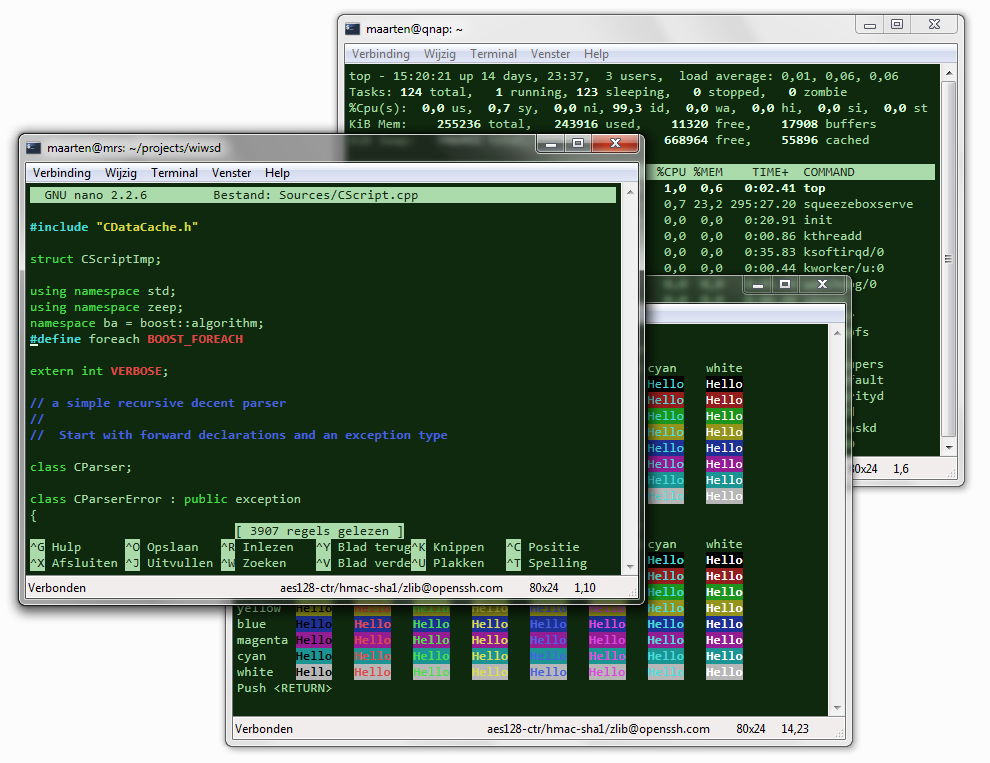 maarten@qnap: ~
Verbinding Wijzig Terminal Venster Help
top - 15:20:21 up 14 days, 23:37,  3 users,  load average: 0,01, 0,06, 0,06
Tasks: 124 total,   1 running, 123 sleeping,   0 stopped,   0 zombie
%Cpu(s):  0,0 us,  0,7 sy,  0,0 ni, 99,3 id,  0,0 wa,  0,0 hi,  0,0 si,  0,0 st
KiB Mem:    255236 total,   243916 used,    11320 free,    17908 buffers
668964 free,    55896 cached
%CPU %MEM    TIME+  COMMAND
1,0  0,6   0:02.41 top
0,7 23,2 295:27.20 squeezeboxserve
0,0  0,0   0:20.91 init
0,0  0,0   0:00.86 kthreadd
0,0  0,0   0:35.83 ksoftirqd/0
0,0  0,0   0:00.44 kworker/u:0
g/0
fs
pers
fault
rityd
d
skd
80x24 1,6
maarten@mrs: ~/projects/wiwsd
Verbinding Wijzig Terminal Venster Help
GNU nano 2.2.6 Bestand: Sources/CScript.cpp
#include "CDataCache.h"
struct CScriptImp;
using namespace std;
using namespace zeep;
namespace ba = boost::algorithm;
#define foreach BOOST_FOREACH
extern int VERBOSE;
// a simple recursive decent parser
//
//  Start with forward declarations and an exception type
class CParser;
class CParserError : public exception
{
[ 3907 regels gelezen ]
^G Hulp ^O Opslaan ^R Inlezen ^Y Blad terug ^K Knippen ^C Positie
^X Afsluiten ^J Uitvullen ^W Zoeken ^V Blad verde ^U Plakken ^T Spelling
Verbonden aes128-ctr/hmac-sha1/zlib@openssh.com 80x24 1,10
cyan white
Hello Hello
Hello Hello
Hello Hello
Hello Hello
Hello Hello
Hello Hello
Hello Hello
Hello Hello
cyan white
Hello Hello
Hello Hello
Hello Hello
yellow Hello Hello Hello Hello Hello Hello Hello Hello
blue Hello Hello Hello Hello Hello Hello Hello Hello
magenta Hello Hello Hello Hello Hello Hello Hello Hello
cyan Hello Hello Hello Hello Hello Hello Hello Hello
white Hello Hello Hello Hello Hello Hello Hello Hello
Push <RETURN>
Verbonden aes128-ctr/hmac-sha1/zlib@openssh.com 80x24 14,23